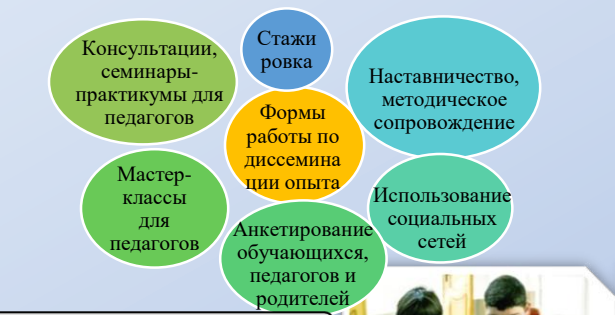 Стажи
ровка
Консультации,
семинары-
практикумы для
педагогов
Наставничество,
методическое
сопровождение
Формы
работы по
диссемина
ции опыта
Мастер-
классы
для
педагогов
Использование
социальных
сетей
Анкетирование
обучающихся,
педагогов и
родителей